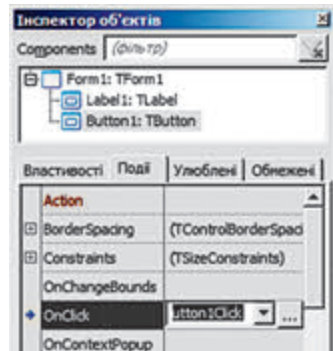 Інспектор об'єктів
Components (фільтр)
Form1: TForm1
Label1: TLabel
Button1: TButton
Властивості Події Улюблені Обмежені
Action
BorderSpacing (TControlBorderSpaci
Constraints (TSizeConstraints)
OnChangeBounds
OnClick utton1Click ...
OnContextPopup